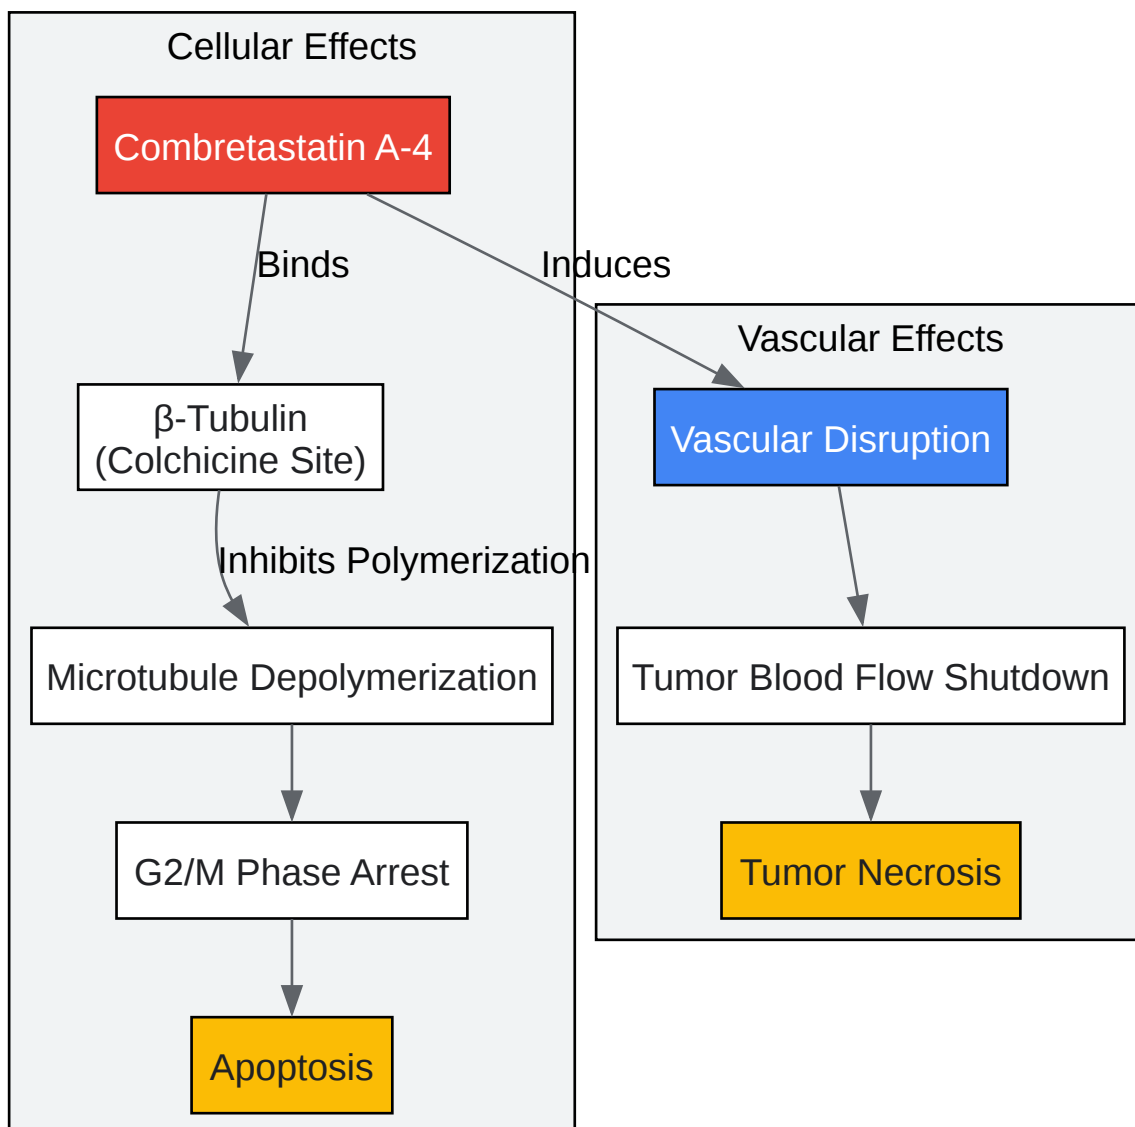 Cellular Effects
Combretastatin A-4
Binds
Induces
β-Tubulin
(Colchicine Site)
Inhibits Polymerization
Microtubule Depolymerization
G2/M Phase Arrest
Apoptosis
Vascular Effects
Vascular Disruption
Tumor Blood Flow Shutdown
Tumor Necrosis